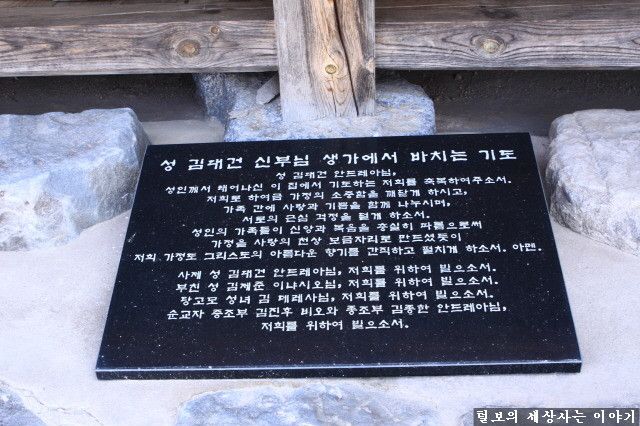 성 김대건 신부님 생가에서 바치는 기도
성 김대건 안드레아님,
성인께서 태어나신 이 집에서 기도하는 저희를 축복하여주소서.
저희로 하여금 가정의 소중함을 깨닫게 하시고,
가족 간에 사랑과 기쁨을 함께 나누시며,
서로의 근심 걱정을 덜게 하소서.
성인의 가족들이 신앙과 복음을 충실히 따름으로써
가정을 사랑의 천상 보금자리로 만드셨듯이
저희 가정도 그리스도의 아름다운 향기를 간직하고 펼치게 하소서. 아멘.
사제 성 김대건 안드레아님, 저희를 위하여 빌으소서.
부친 성 김제준 이냐시오님, 저희를 위하여 빌으소서.
당고모 성녀 김 데레사님, 저희를 위하여 빌으소서.
순교자 증조부 김진후 비오와 종조부 김종한 안드레아님,
저희를 위하여 빌으소서.
털보의 세상사는 이야기